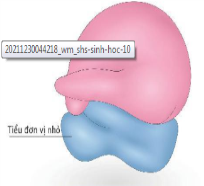 20211230044218_wm_shs-sinh-hoc-10
Tiểu đơn vị nhỏ